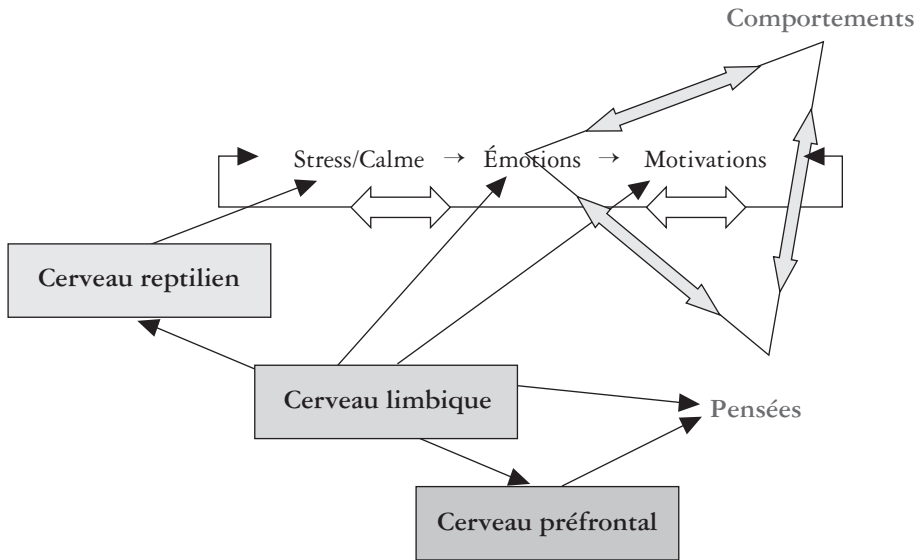 Comportements
Stress/Calme → Émotions → Motivations
Cerveau reptilien
Cerveau limbique
Pensées
Cerveau préfrontal